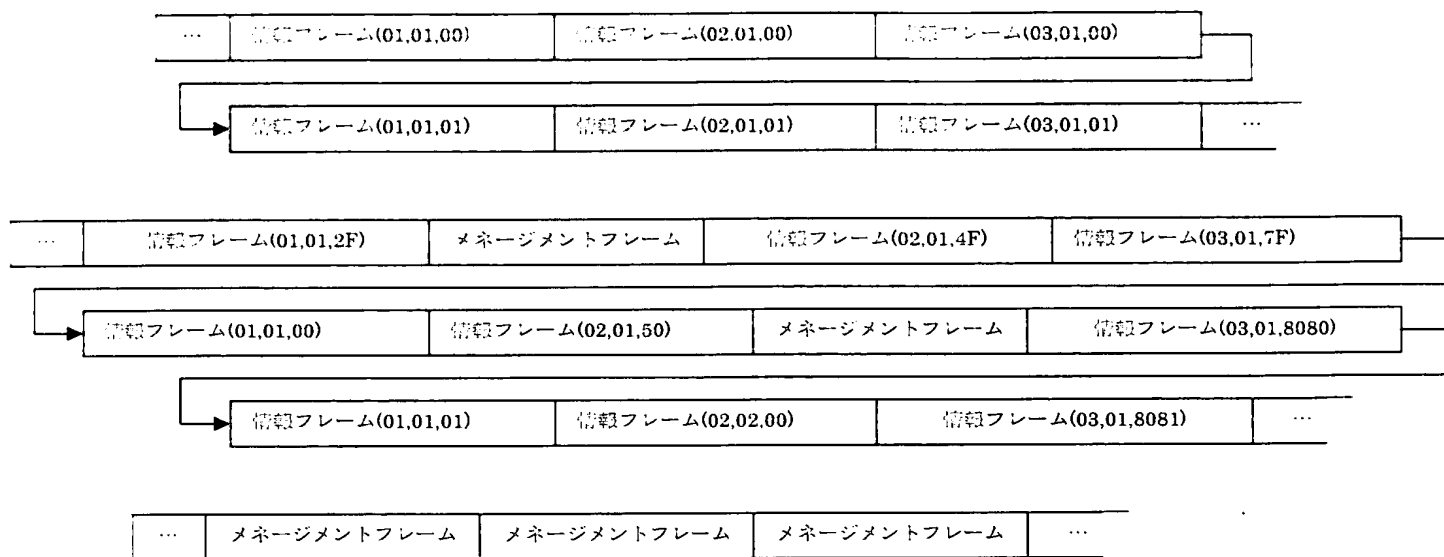 … 情報フレーム(01,01,00) 情報フレーム(02,01,00) 情報フレーム(03,01,00)
情報フレーム(01,01,01) 情報フレーム(02,01,01) 情報フレーム(03,01,01) …
… 情報フレーム(01,01,2F) メネージメントフレーム 情報フレーム(02,01,4F) 情報フレーム(03,01,7F)
情報フレーム(01,01,00) 情報フレーム(02,01,50) メネージメントフレーム 情報フレーム(03,01,8080)
情報フレーム(01,01,01) 情報フレーム(02,02,00) 情報フレーム(03,01,8081) …
… メネージメントフレーム メネージメントフレーム メネージメントフレーム …